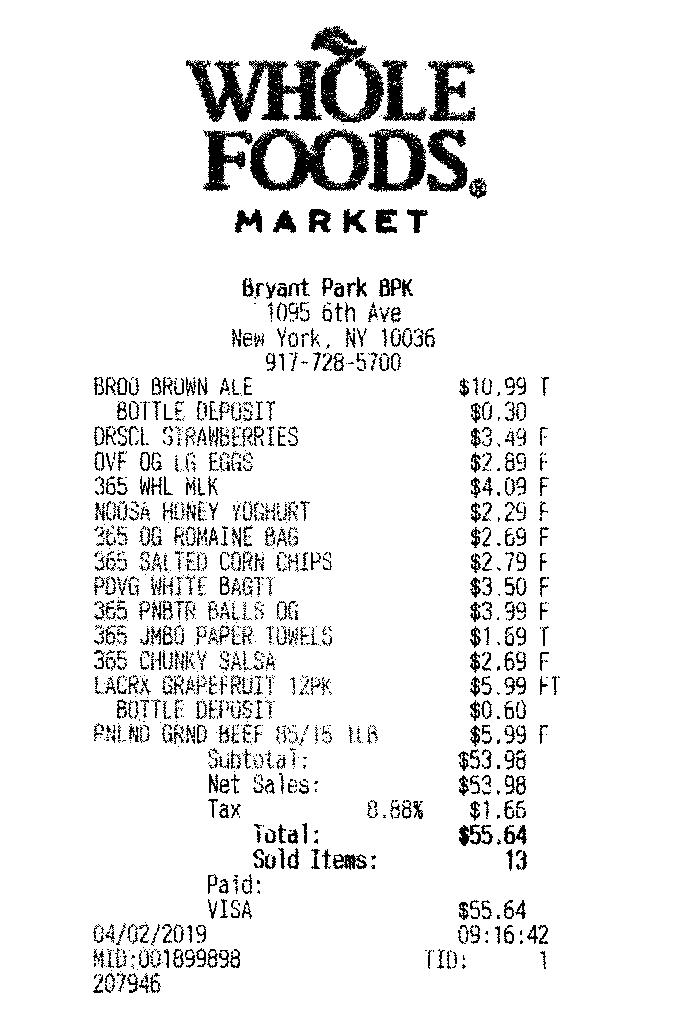 WHOLE
FOODS®
MARKET
Bryant Park BPK
1095 6th Ave
New York, NY 10036
917-728-5700
BROO BROWN ALE $10.99 T
BOTTLE DEPOSIT $0.30
DRSCL STRAWBERRIES $3.49 F
OVF OG LG EGGS $2.89 F
365 WHL MLK $4.09 F
NOOSA HONEY YOGHURT $2.29 F
365 OG ROMAINE BAG $2.69 F
365 SALTED CORN CHIPS $2.79 F
PDVG WHITE BAGTT $3.50 F
365 PNBTR BALLS OG $3.99 F
365 JMBO PAPER TOWELS $1.69 T
365 CHUNKY SALSA $2.69 F
LACRX GRAPEFRUIT 12PK $5.99 FT
BOTTLE DEPOSIT $0.60
PNLND GRND BEEF 85/15 1LB $5.99 F
Subtotal: $53.98
Net Sales: $53.98
Tax 8.88% $1.66
Total: $55.64
Sold Items: 13
Paid:
VISA $55.64
04/02/2019 09:16:42
MID:001899898 TID: 1
207946